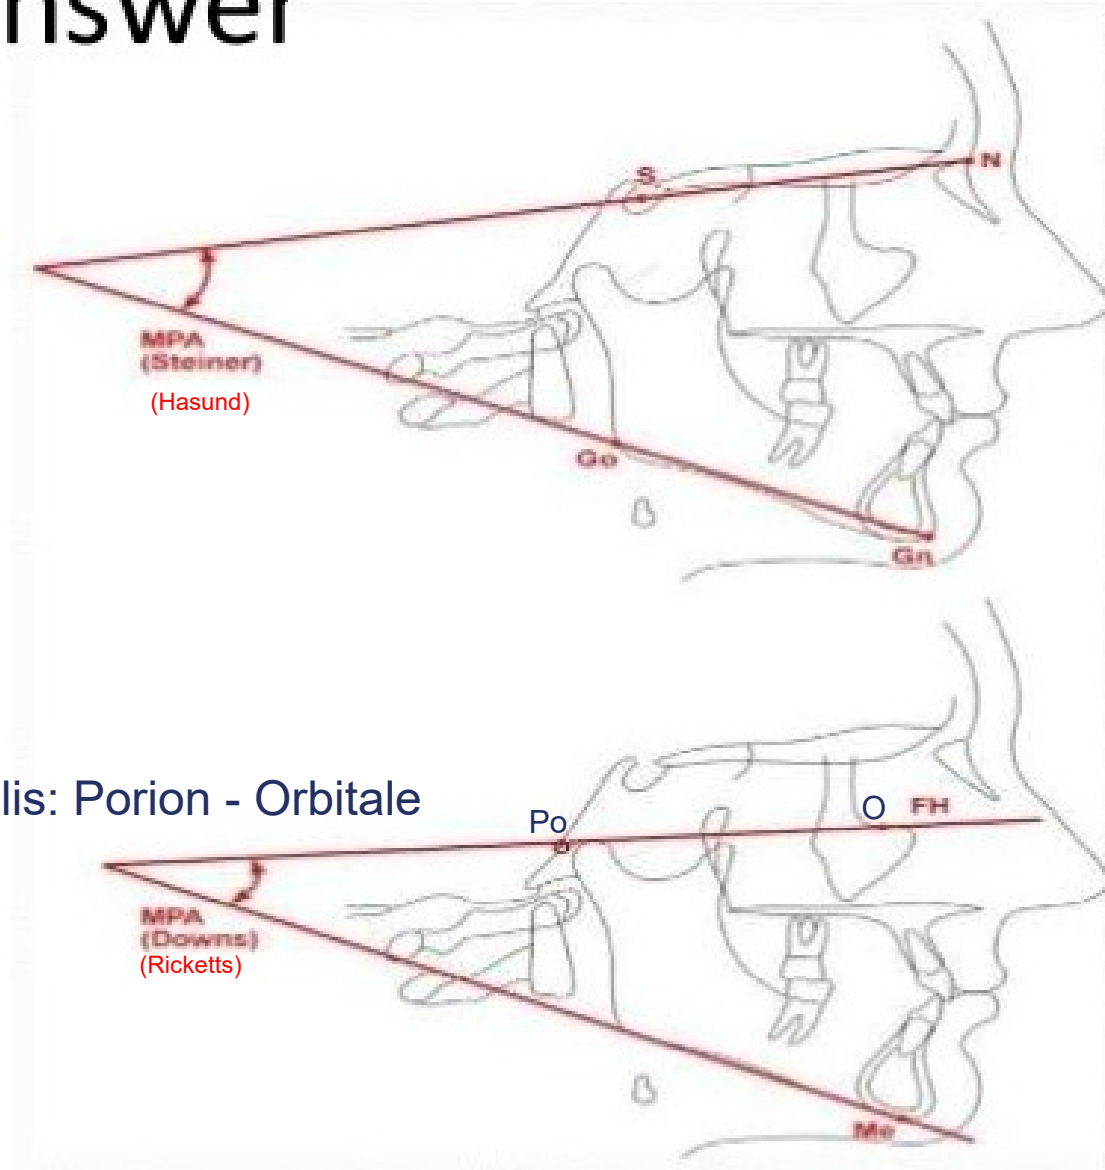 nswer
S
N
MPA
(Steiner)
(Hasund)
Go
Gn
lis: Porion - Orbitale
Po
O
FH
MPA
(Downs)
(Ricketts)
Me